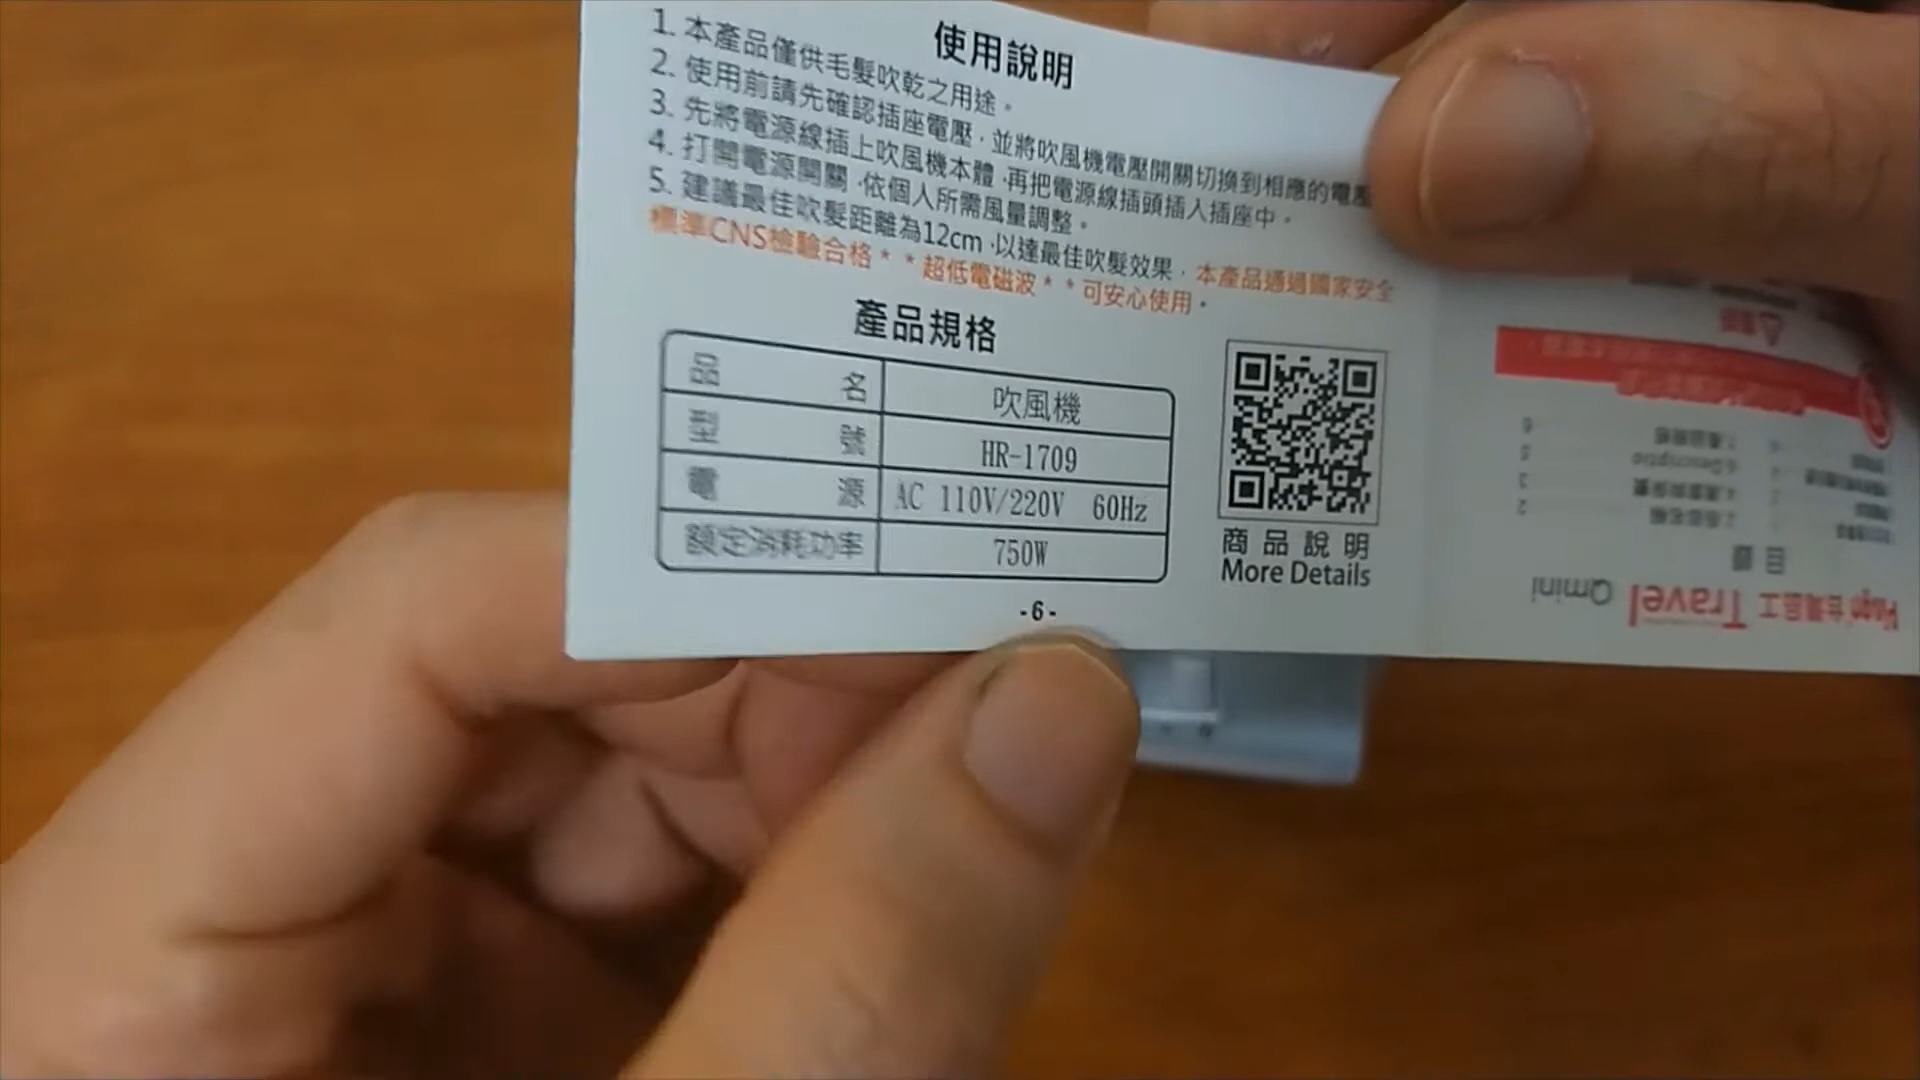 使用說明
1. 本產品僅供毛髮吹乾之用途。
2. 使用前請先確認插座電壓，並將吹風機電壓開關切換到相應的電壓
3. 先將電源線插上吹風機本體，再把電源線插頭插入插座中。
4. 打開電源開關，依個人所需風量調整。
5. 建議最佳吹髮距離為12cm，以達最佳吹髮效果，本產品通過國家安全
標準CNS檢驗合格＊＊超低電磁波＊＊可安心使用。
產品規格
品名 吹風機
型號 HR-1709
電源 AC 110V/220V 60Hz
額定消耗功率 750W
商品說明
More Details
-6-
目錄
台灣 Travel Qmini